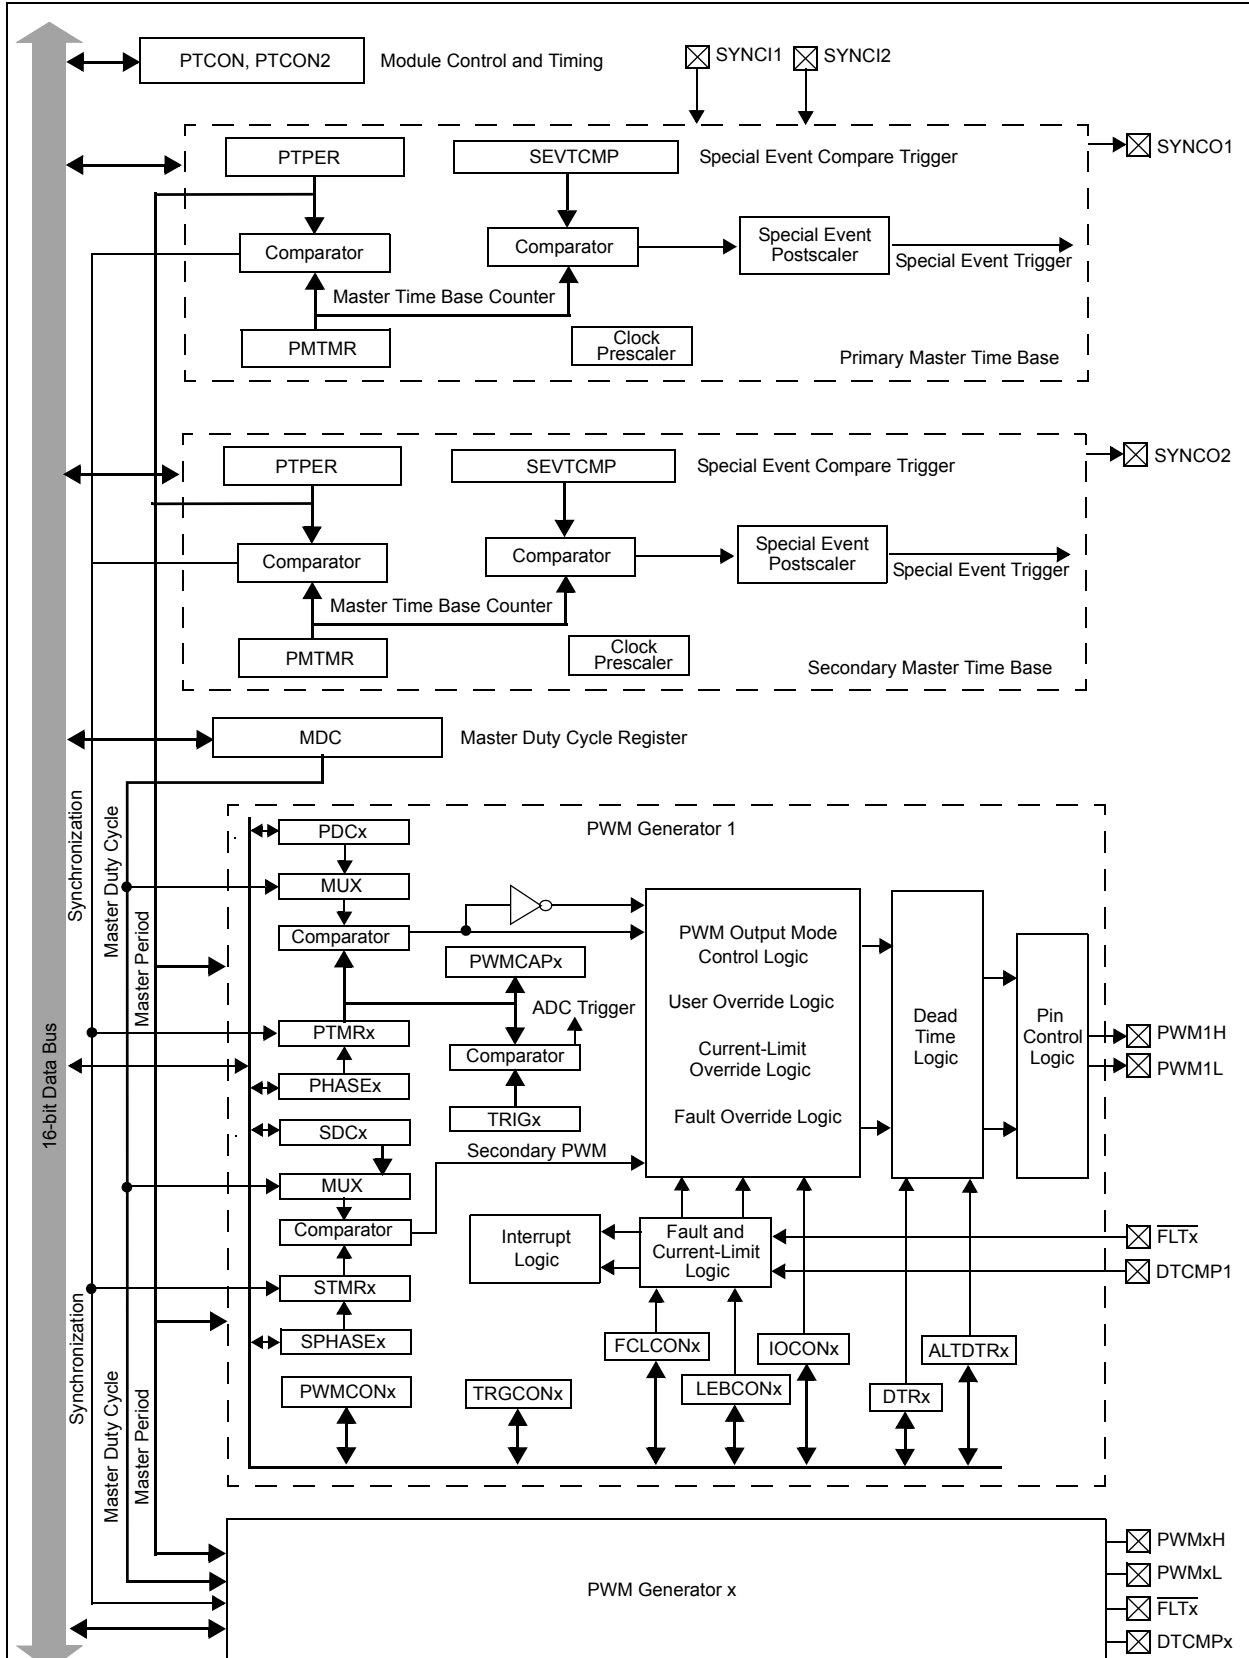 PTCON, PTCON2
Module Control and Timing
SYNCI1
SYNCI2
SYNCO1
PTPER
SEVTCMP
Special Event Compare Trigger
Comparator
Comparator
Special Event
Postscaler
Special Event Trigger
Master Time Base Counter
PMTMR
Clock
Prescaler
Primary Master Time Base
SYNCO2
PTPER
SEVTCMP
Special Event Compare Trigger
Comparator
Comparator
Special Event
Postscaler
Special Event Trigger
Master Time Base Counter
PMTMR
Clock
Prescaler
Secondary Master Time Base
MDC
Master Duty Cycle Register
16-bit Data Bus
Synchronization
Master Duty Cycle
Master Period
PWM Generator 1
PDCx
MUX
Comparator
PWMCAPx
ADC Trigger
PTMRx
Comparator
PHASEx
TRIGx
SDCx
Secondary PWM
MUX
Comparator
STMRx
SPHASEx
PWM Output Mode
Control Logic
User Override Logic
Current-Limit
Override Logic
Fault Override Logic
Dead
Time
Logic
Pin
Control
Logic
PWM1H
PWM1L
Interrupt
Logic
Fault and
Current-Limit
Logic
FLTx
DTCMP1
FCLCONx
IOCONx
ALTDTRx
PWMCONx
TRGCONx
LEBCONx
DTRx
Synchronization
Master Duty Cycle
Master Period
PWM Generator x
PWMxH
PWMxL
FLTx
DTCMPx